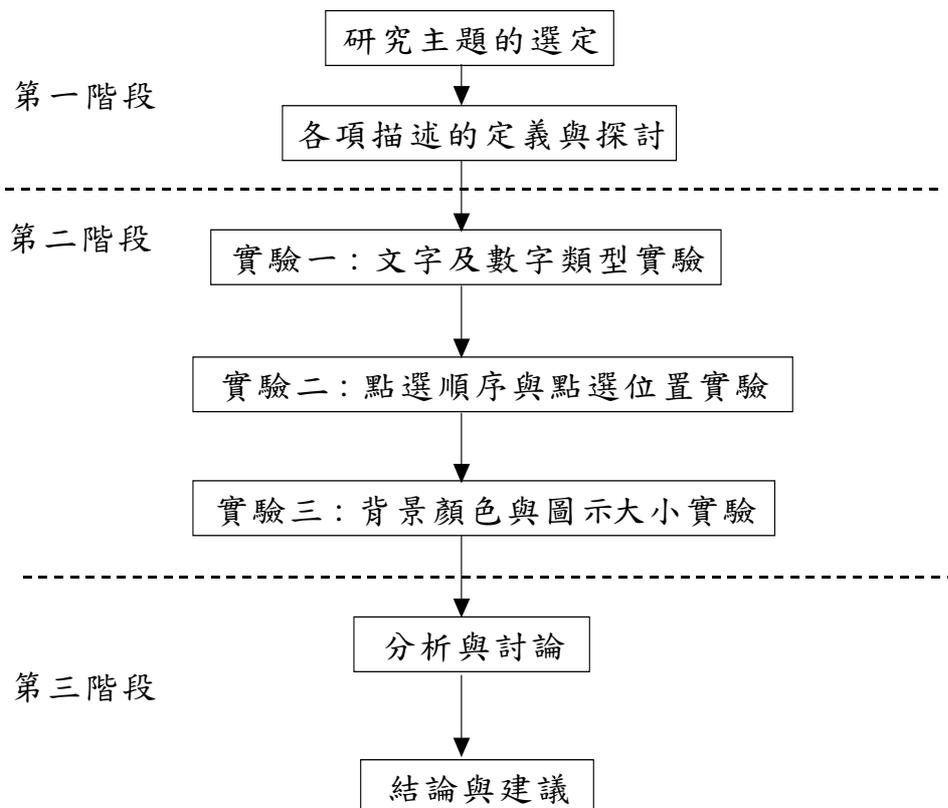 研究主題的選定
第一階段
各項描述的定義與探討
第二階段
實驗一：文字及數字類型實驗
實驗二：點選順序與點選位置實驗
實驗三：背景顏色與圖示大小實驗
分析與討論
第三階段
結論與建議